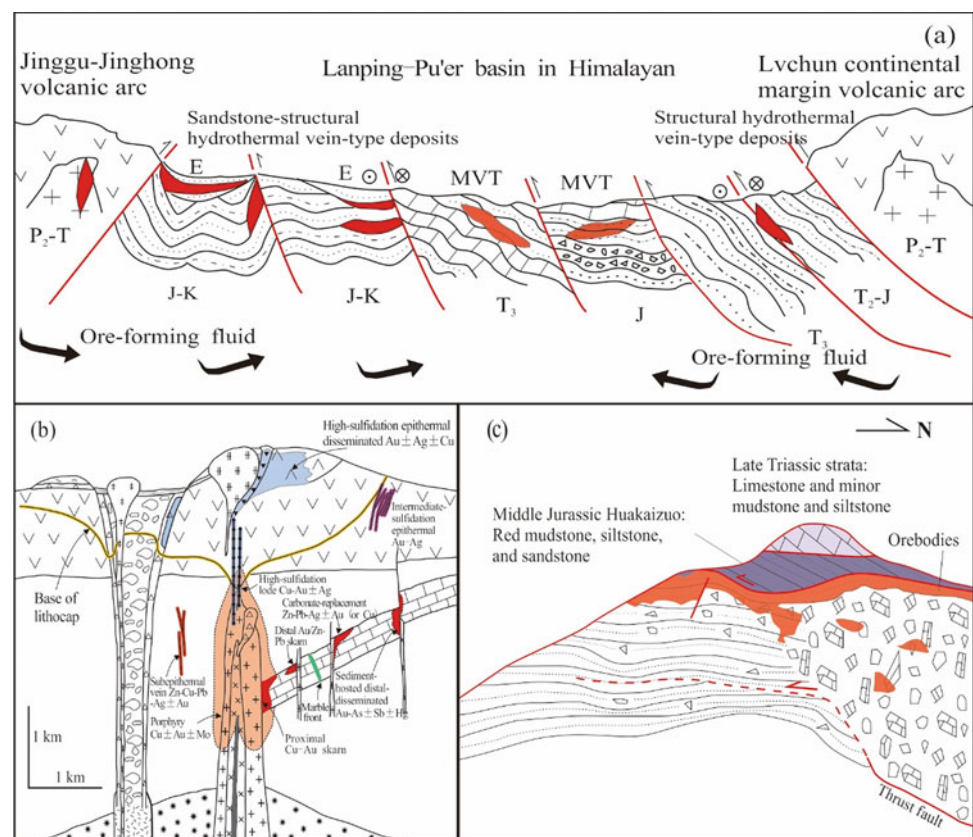 (a)
Jinggu-Jinghong
volcanic arc
Lanping–Pu'er basin in Himalayan
Lvchun continental
margin volcanic arc
Sandstone-structural
hydrothermal vein-type deposits
Structural hydrothermal
vein-type deposits
E
E
MVT
MVT
P₂-T
P₂-T
J-K
J-K
T₃
J
T₂-J
T₃
Ore-forming fluid
Ore-forming fluid
(b)
High-sulfidation epithermal
disseminated Au±Ag±Cu
Intermediate-
sulfidation
epithermal
Au-Ag
Base of
lithocap
High-sulfidation
lode Cu-Au±Ag
Carbonate-replacement
Zn-Pb-Ag±Au (or Cu)
Distal Au/Zn-
Pb skarn
Subepithermal
vein Zn-Cu-Pb
-Ag±Au
Sediment-
hosted distal-
disseminated
Au-As±Sb±Hg
Marble
front
Porphyry
Cu±Au±Mo
Proximal
Cu-Au skarn
1 km
1 km
(c)
N
Late Triassic strata:
Limestone and minor
mudstone and siltstone
Middle Jurassic Huakaizuo:
Red mudstone, siltstone,
and sandstone
Orebodies
Thrust fault